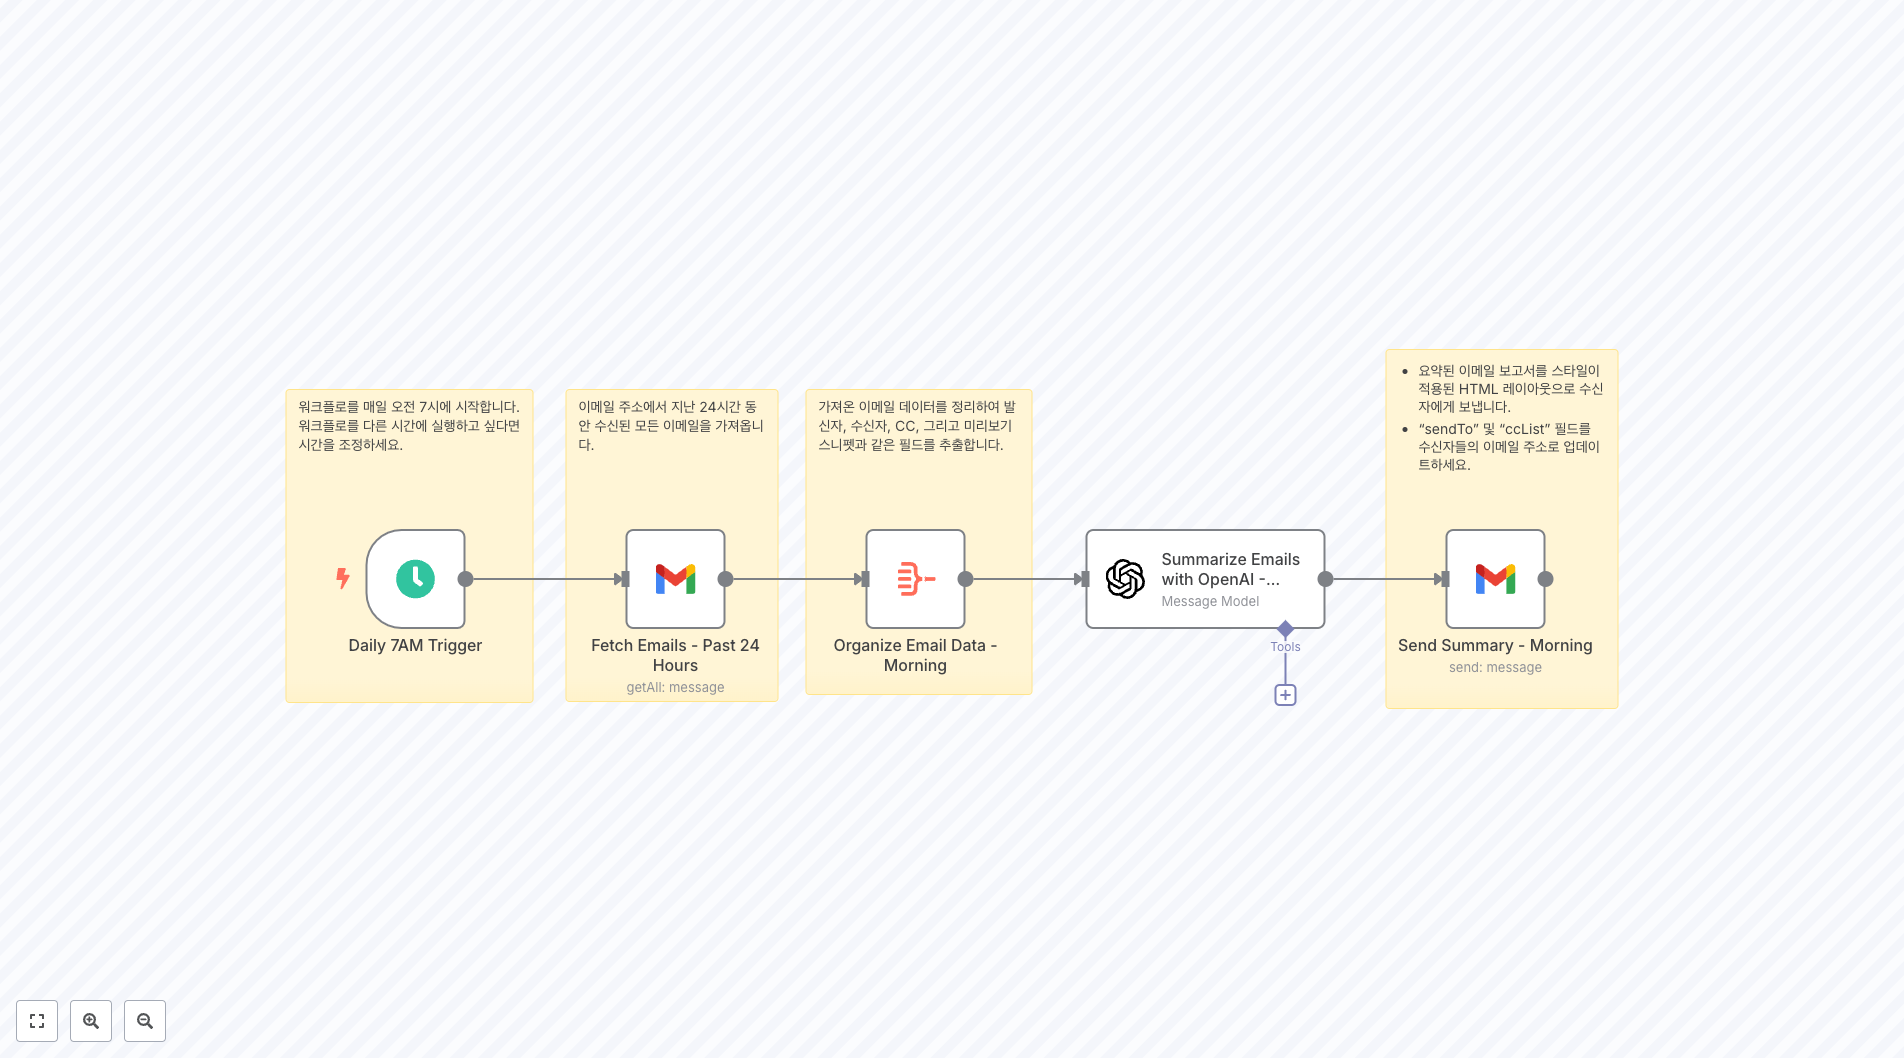 워크플로를 매일 오전 7시에 시작합니다.
워크플로를 다른 시간에 실행하고 싶다면
시간을 조정하세요.
Daily 7AM Trigger
이메일 주소에서 지난 24시간 동
안 수신된 모든 이메일을 가져옵니
다.
Fetch Emails - Past 24
Hours
getAll: message
가져온 이메일 데이터를 정리하여 발
신자, 수신자, CC, 그리고 미리보기
스니펫과 같은 필드를 추출합니다.
Organize Email Data -
Morning
Summarize Emails
with OpenAI -...
Message Model
Tools
• 요약된 이메일 보고서를 스타일이
적용된 HTML 레이아웃으로 수신
자에게 보냅니다.
• “sendTo” 및 “ccList” 필드를
수신자들의 이메일 주소로 업데이
트하세요.
Send Summary - Morning
send: message